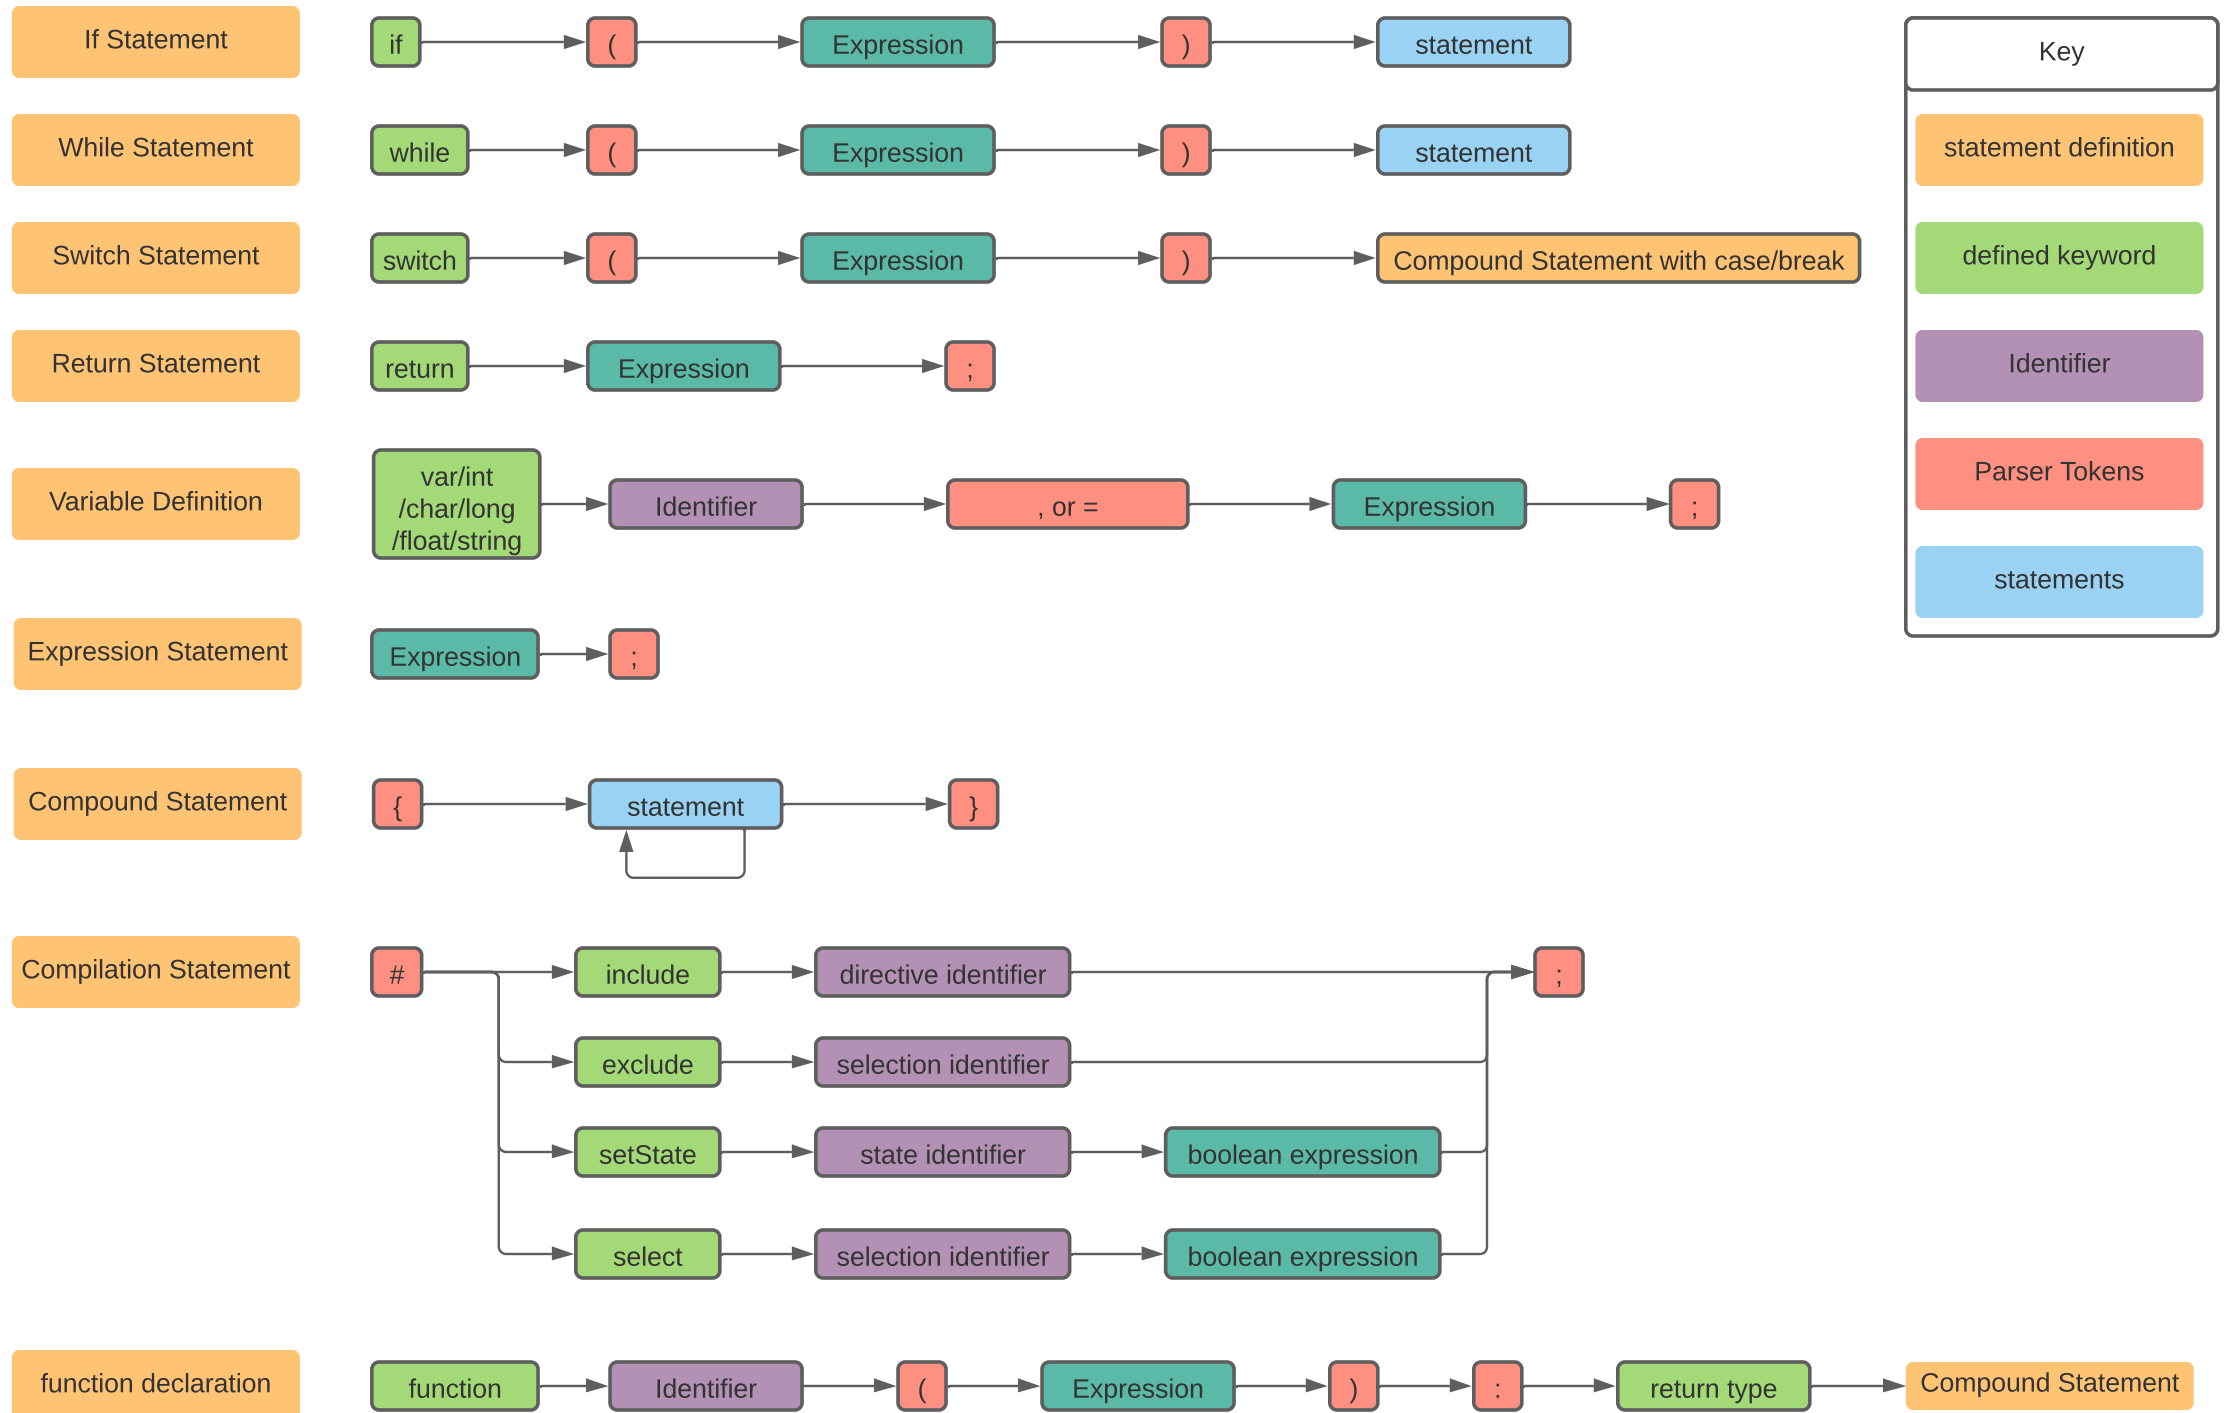 If Statement
if
(
Expression
)
statement
While Statement
while
(
Expression
)
statement
Switch Statement
switch
(
Expression
)
Compound Statement with case/break
Return Statement
return
Expression
;
Variable Definition
var/int
/char/long
/float/string
Identifier
, or =
Expression
;
Expression Statement
Expression
;
Compound Statement
{
statement
}
Compilation Statement
#
include
directive identifier
;
exclude
selection identifier
setState
state identifier
boolean expression
select
selection identifier
boolean expression
function declaration
function
Identifier
(
Expression
)
:
return type
Compound Statement
Key
statement definition
defined keyword
Identifier
Parser Tokens
statements